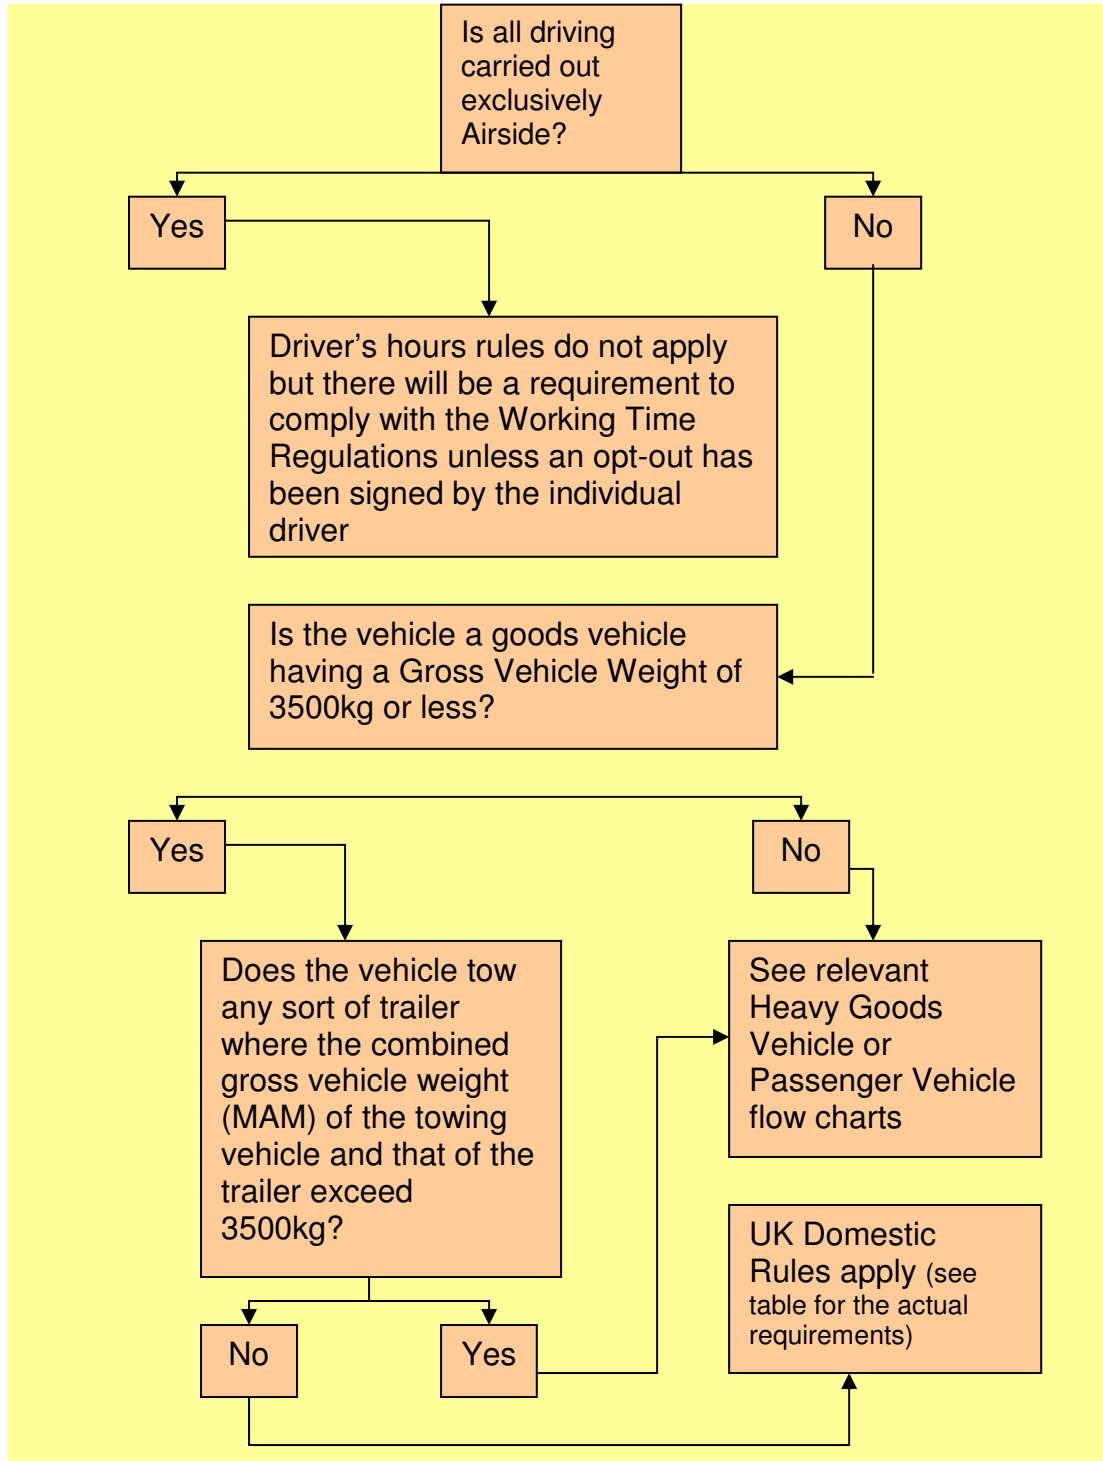 Is all driving
carried out
exclusively
Airside?
Yes
No
Driver's hours rules do not apply
but there will be a requirement to
comply with the Working Time
Regulations unless an opt-out has
been signed by the individual
driver
Is the vehicle a goods vehicle
having a Gross Vehicle Weight of
3500kg or less?
Yes
No
Does the vehicle tow
any sort of trailer
where the combined
gross vehicle weight
(MAM) of the towing
vehicle and that of the
trailer exceed
3500kg?
See relevant
Heavy Goods
Vehicle or
Passenger Vehicle
flow charts
UK Domestic
Rules apply (see
table for the actual
requirements)
No
Yes